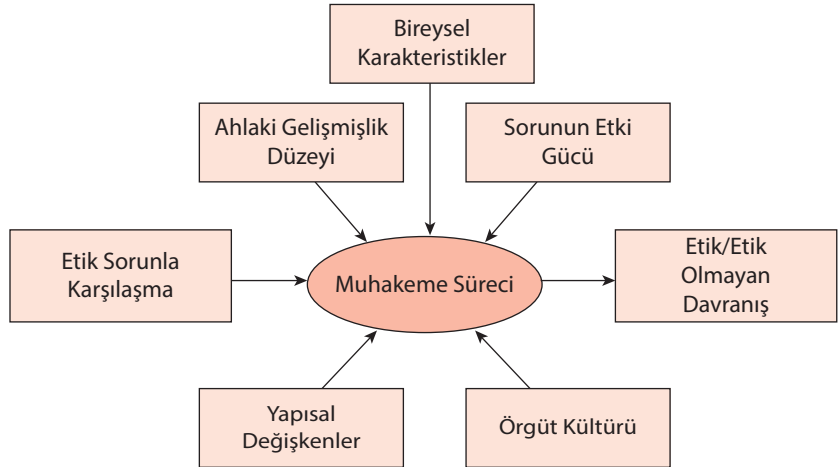 Bireysel
Karakteristikler
Ahlaki Gelişmişlik
Düzeyi
Sorunun Etki
Gücü
Etik Sorunla
Karşılaşma
Muhakeme Süreci
Etik/Etik
Olmayan
Davranış
Yapısal
Değişkenler
Örgüt Kültürü